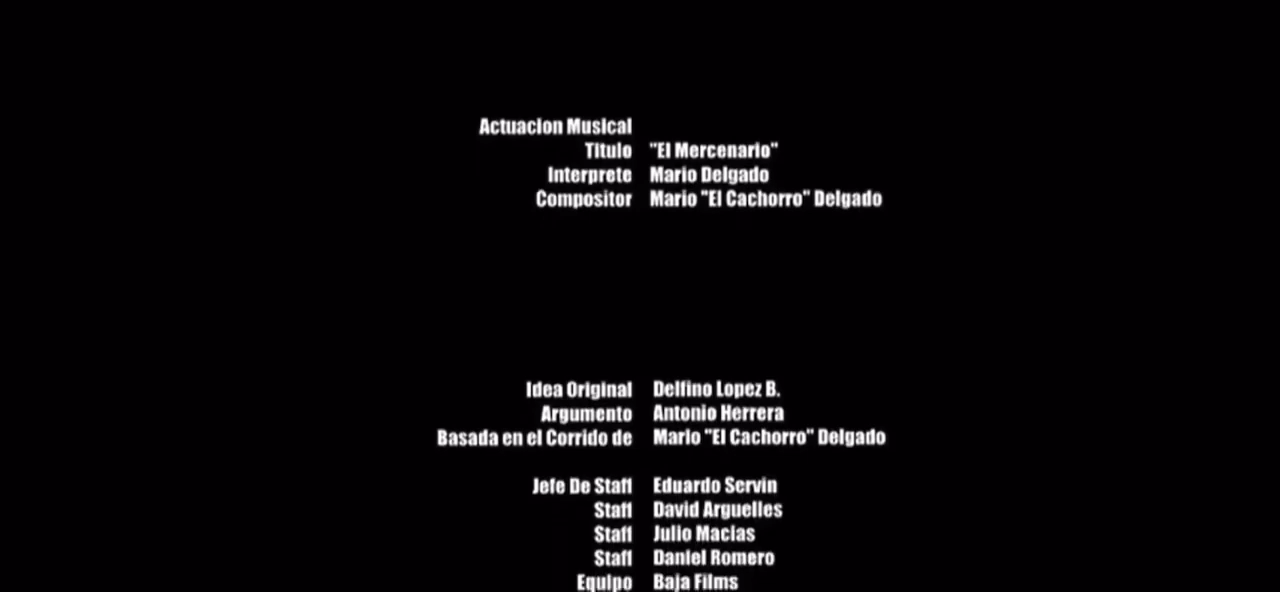 Actuacion Musical
Titulo "El Mercenario"
Interprete Mario Delgado
Compositor Mario "El Cachorro" Delgado
Idea Original Delfino Lopez B.
Argumento Antonio Herrera
Basada en el Corrido de Mario "El Cachorro" Delgado
Jefe De Staff Eduardo Servin
Staff David Arguelles
Staff Julio Macias
Staff Daniel Romero
Equipo Baja Films